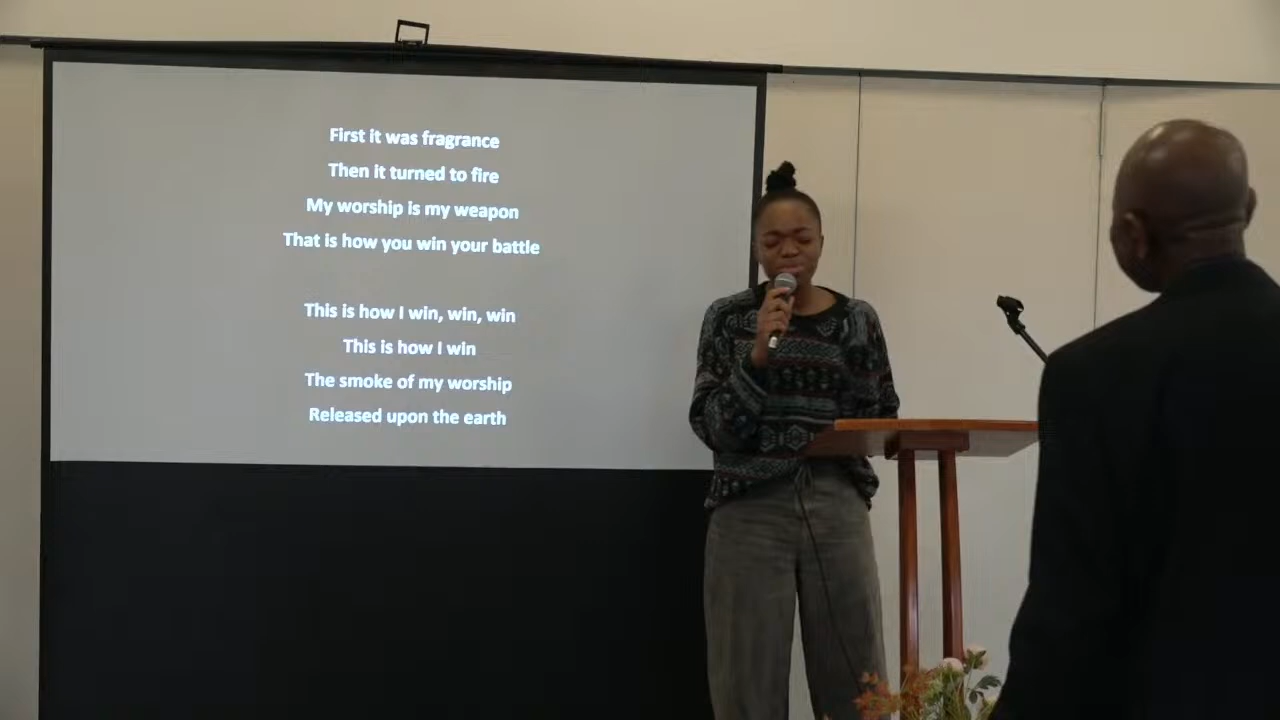 First it was fragrance
Then it turned to fire
My worship is my weapon
That is how you win your battle
This is how I win, win, win
This is how I win
The smoke of my worship
Released upon the earth